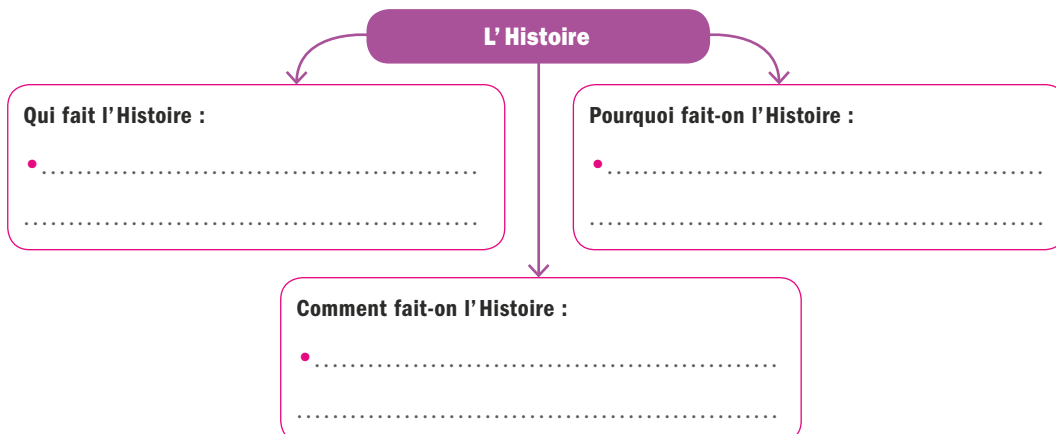 L'Histoire
Qui fait l'Histoire :
• ................................................
..................................................
Pourquoi fait-on l'Histoire :
• ................................................
..................................................
Comment fait-on l'Histoire :
• ...................................................
.....................................................